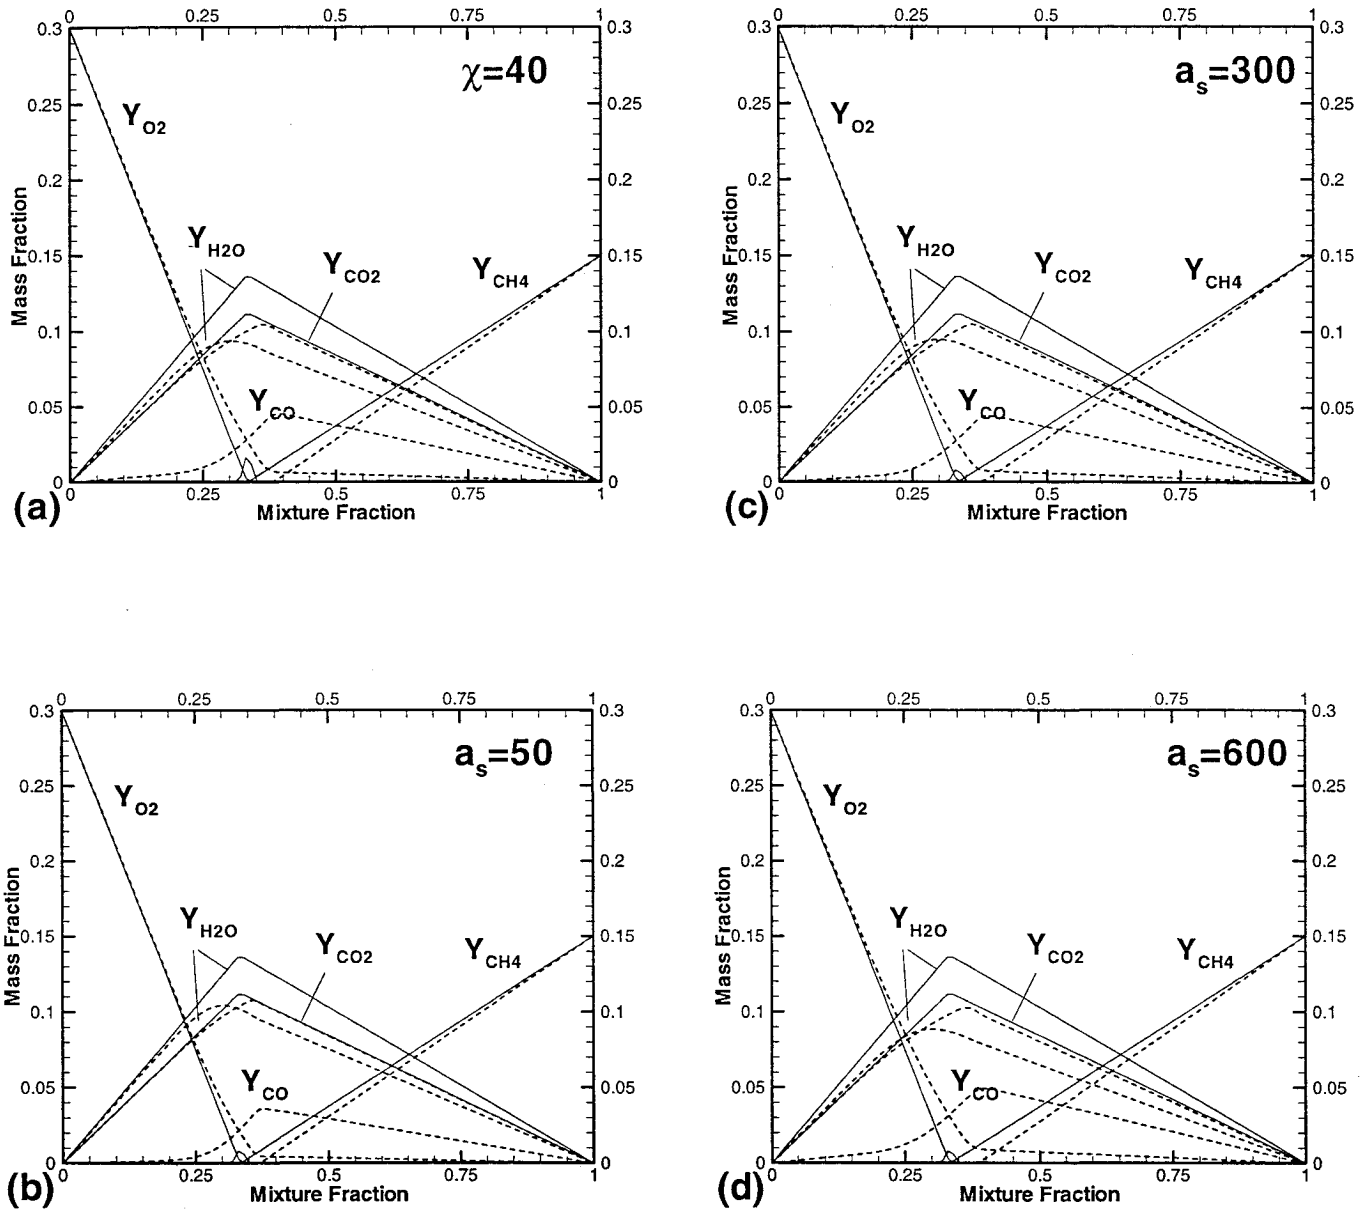 0 0.25 0.5 0.75 1
0.3 0.3
χ=40
0.25 0.25
Y_O2
0.2 0.2
Y_H2O
Y_CO2
Y_CH4
0.15 0.15
0.1 0.1
Y_CO
0.05 0.05
0 0
0 0.25 0.5 0.75 1
Mass Fraction
Mixture Fraction
(a)
0 0.25 0.5 0.75 1
0.3 0.3
a_s=300
0.25 0.25
Y_O2
0.2 0.2
Y_H2O
Y_CO2
Y_CH4
0.15 0.15
0.1 0.1
Y_CO
0.05 0.05
0 0
0 0.25 0.5 0.75 1
Mass Fraction
Mixture Fraction
(c)
0 0.25 0.5 0.75 1
0.3 0.3
a_s=50
0.25 0.25
Y_O2
0.2 0.2
Y_H2O
Y_CO2
Y_CH4
0.15 0.15
0.1 0.1
Y_CO
0.05 0.05
0 0
0 0.25 0.5 0.75 1
Mass Fraction
Mixture Fraction
(b)
0 0.25 0.5 0.75 1
0.3 0.3
a_s=600
0.25 0.25
Y_O2
0.2 0.2
Y_H2O
Y_CO2
Y_CH4
0.15 0.15
0.1 0.1
Y_CO
0.05 0.05
0 0
0 0.25 0.5 0.75 1
Mass Fraction
Mixture Fraction
(d)